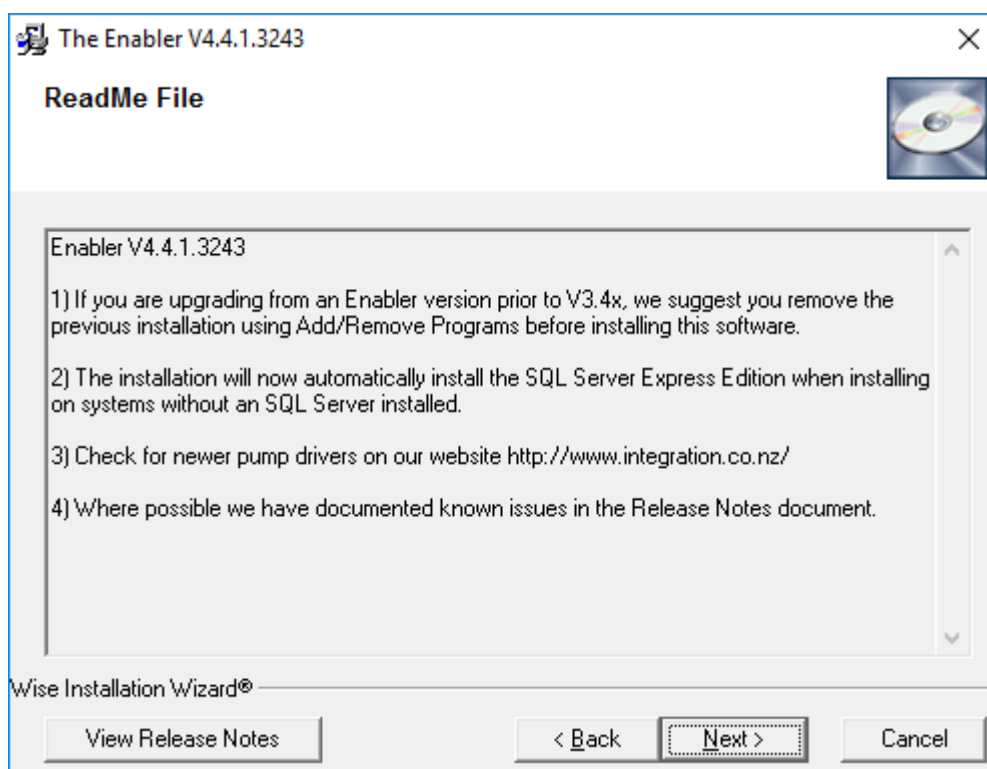 The Enabler V4.4.1.3243
ReadMe File
Enabler V4.4.1.3243
1) If you are upgrading from an Enabler version prior to V3.4x, we suggest you remove the
previous installation using Add/Remove Programs before installing this software.
2) The installation will now automatically install the SQL Server Express Edition when installing
on systems without an SQL Server installed.
3) Check for newer pump drivers on our website http://www.integration.co.nz/
4) Where possible we have documented known issues in the Release Notes document.
Wise Installation Wizard®
View Release Notes
< Back
Next >
Cancel